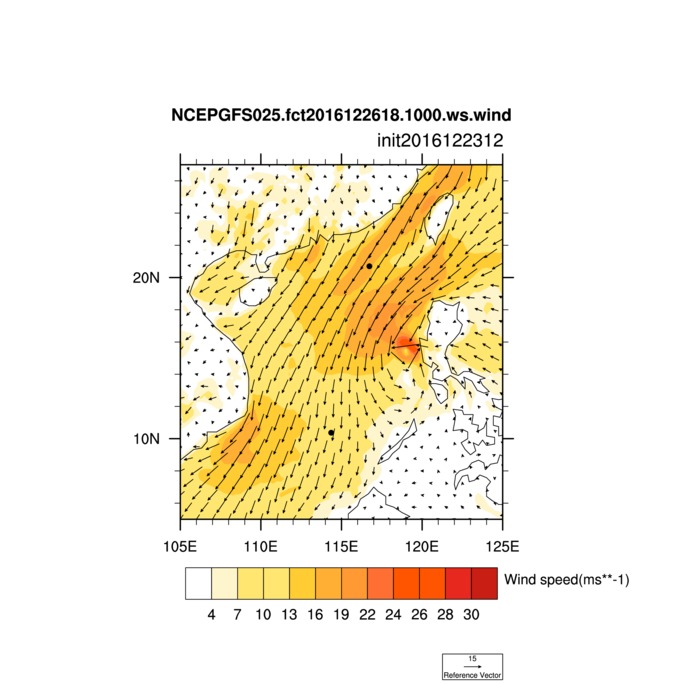 NCEPGFS025.fct2016122618.1000.ws.wind
init2016122312
20N
10N
105E 110E 115E 120E 125E
Wind speed(ms**-1)
4 7 10 13 16 19 22 24 26 28 30
15
Reference Vector